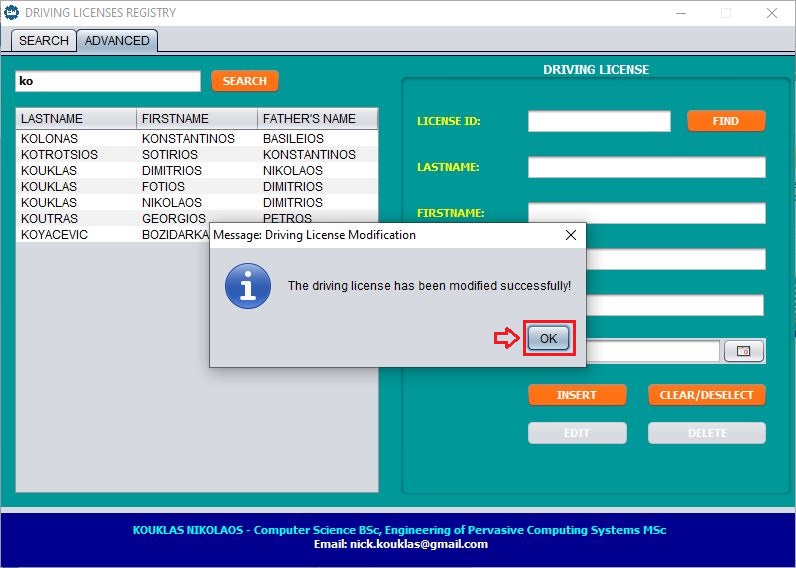 DRIVING LICENSES REGISTRY
SEARCH ADVANCED
ko SEARCH
LASTNAME FIRSTNAME FATHER'S NAME
KOLONAS KONSTANTINOS BASILEIOS
KOTROTSIOS SOTIRIOS KONSTANTINOS
KOUKLAS DIMITRIOS NIKOLAOS
KOUKLAS FOTIOS DIMITRIOS
KOUKLAS NIKOLAOS DIMITRIOS
KOUTRAS GEORGIOS PETROS
KOYACEVIC BOZIDARKA
DRIVING LICENSE
LICENSE ID: FIND
LASTNAME:
FIRSTNAME:
Message: Driving License Modification
The driving license has been modified successfully!
OK
INSERT CLEAR/DESELECT
EDIT DELETE
KOUKLAS NIKOLAOS - Computer Science BSc, Engineering of Pervasive Computing Systems MSc
Email: nick.kouklas@gmail.com